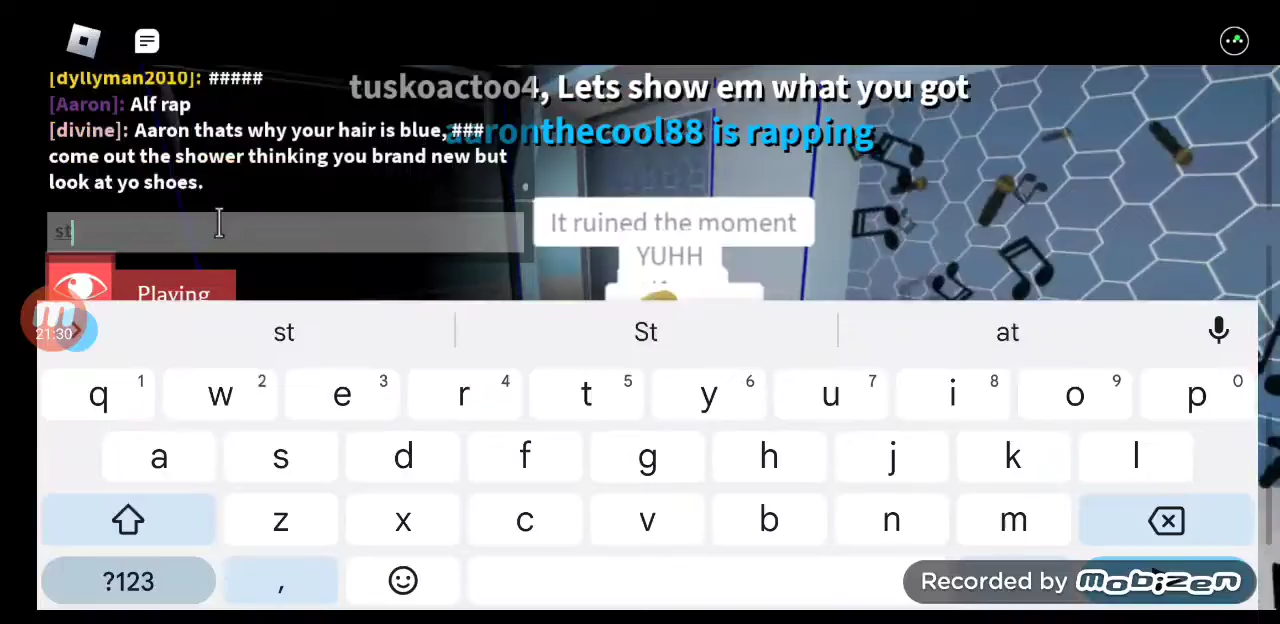 [dyllyman2010]: #####
tuskoactoo4, Lets show em what you got
[Aaron]: Alf rap
[divine]: Aaron thats why your hair is blue,###
come out the shower thinking you brand new but
look at yo shoes.
aronthecool88 is rapping
st
It ruined the moment
YUHH
Playing
21:30
st St at
q 1 w 2 e 3 r 4 t 5 y 6 u 7 i 8 o 9 p 0
a s d f g h j k l
z x c v b n m
?123 ,
Recorded by mobizen